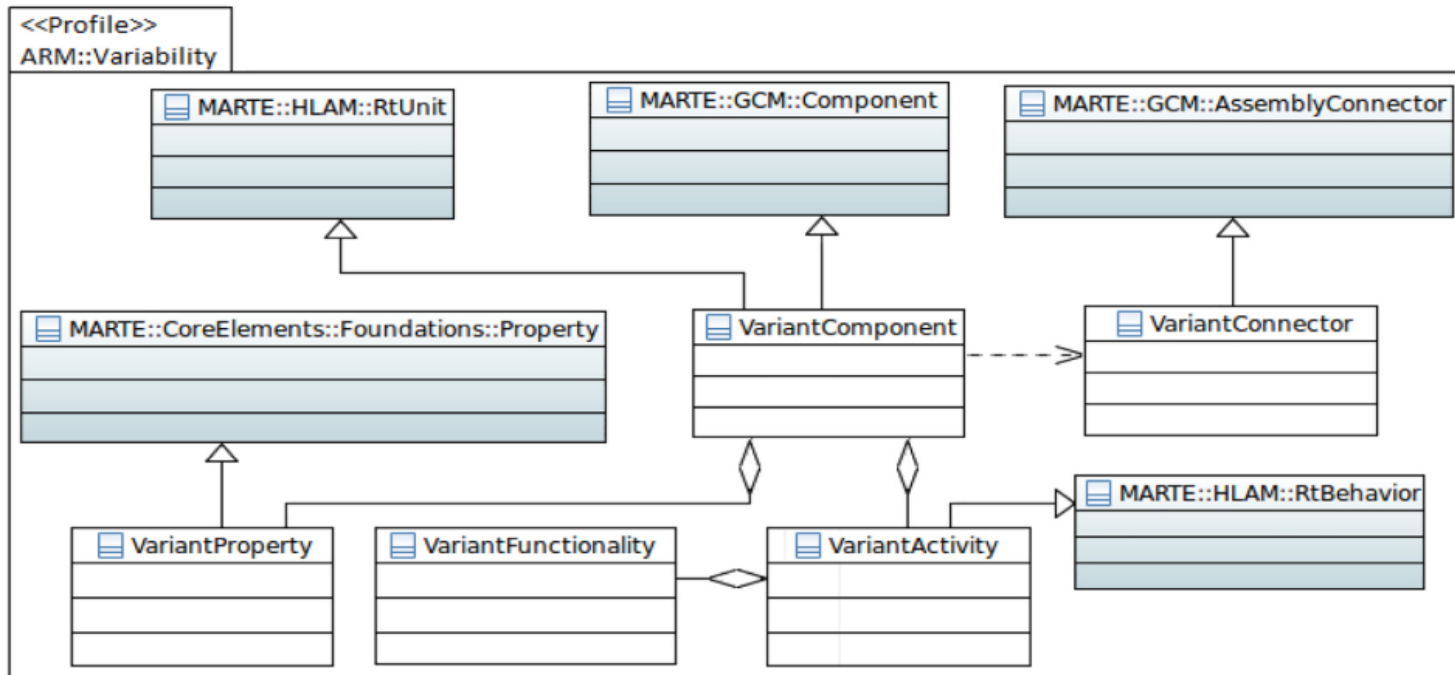 <<Profile>>
ARM::Variability
MARTE::HLAM::RtUnit
MARTE::GCM::Component
MARTE::GCM::AssemblyConnector
MARTE::CoreElements::Foundations::Property
VariantComponent
VariantConnector
MARTE::HLAM::RtBehavior
VariantProperty
VariantFunctionality
VariantActivity